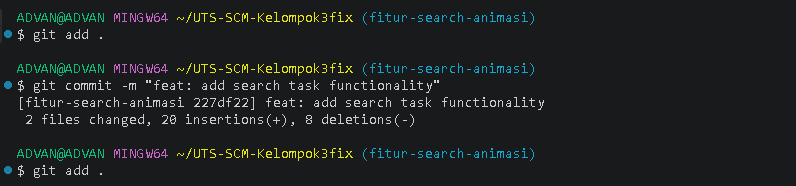 ADVAN@ADVAN MINGW64 ~/UTS-SCM-Kelompok3fix (fitur-search-animasi)
$ git add .
ADVAN@ADVAN MINGW64 ~/UTS-SCM-Kelompok3fix (fitur-search-animasi)
$ git commit -m "feat: add search task functionality"
[fitur-search-animasi 227df22] feat: add search task functionality
 2 files changed, 20 insertions(+), 8 deletions(-)
ADVAN@ADVAN MINGW64 ~/UTS-SCM-Kelompok3fix (fitur-search-animasi)
$ git add .